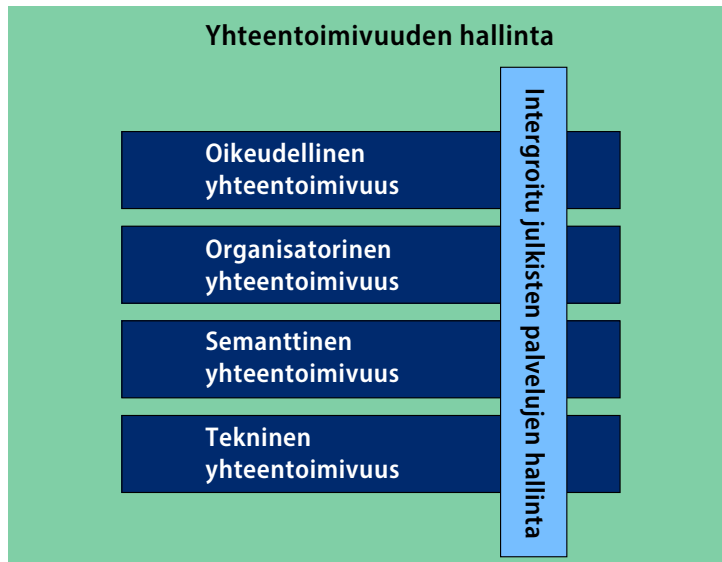 Yhteentoimivuuden hallinta
Oikeudellinen
yhteentoimivuus
Organisatorinen
yhteentoimivuus
Semanttinen
yhteentoimivuus
Tekninen
yhteentoimivuus
Intergroitu julkisten palvelujen hallinta